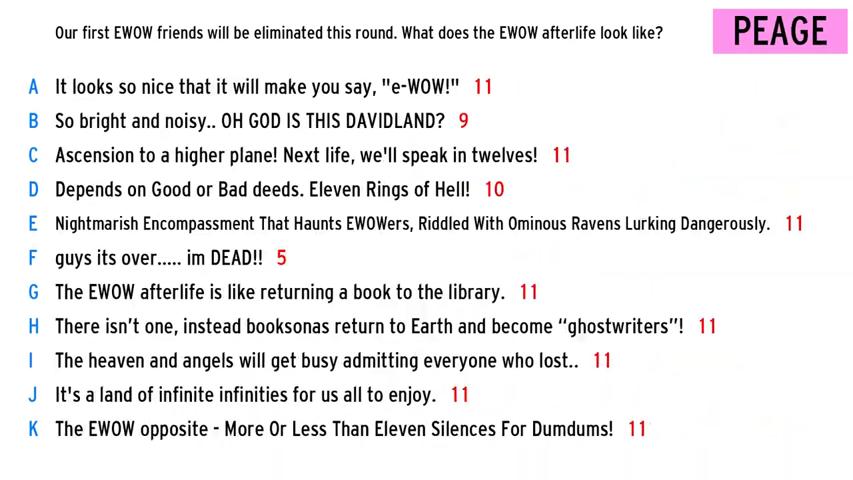 Our first EWOW friends will be eliminated this round. What does the EWOW afterlife look like?
PEAGE
A It looks so nice that it will make you say, "e-WOW!" 11
B So bright and noisy.. OH GOD IS THIS DAVIDLAND? 9
C Ascension to a higher plane! Next life, we'll speak in twelves! 11
D Depends on Good or Bad deeds. Eleven Rings of Hell! 10
E Nightmarish Encompassment That Haunts EWOWers, Riddled With Ominous Ravens Lurking Dangerously. 11
F guys its over..... im DEAD!! 5
G The EWOW afterlife is like returning a book to the library. 11
H There isn’t one, instead booksonas return to Earth and become “ghostwriters”! 11
I The heaven and angels will get busy admitting everyone who lost.. 11
J It's a land of infinite infinities for us all to enjoy. 11
K The EWOW opposite - More Or Less Than Eleven Silences For Dumdums! 11